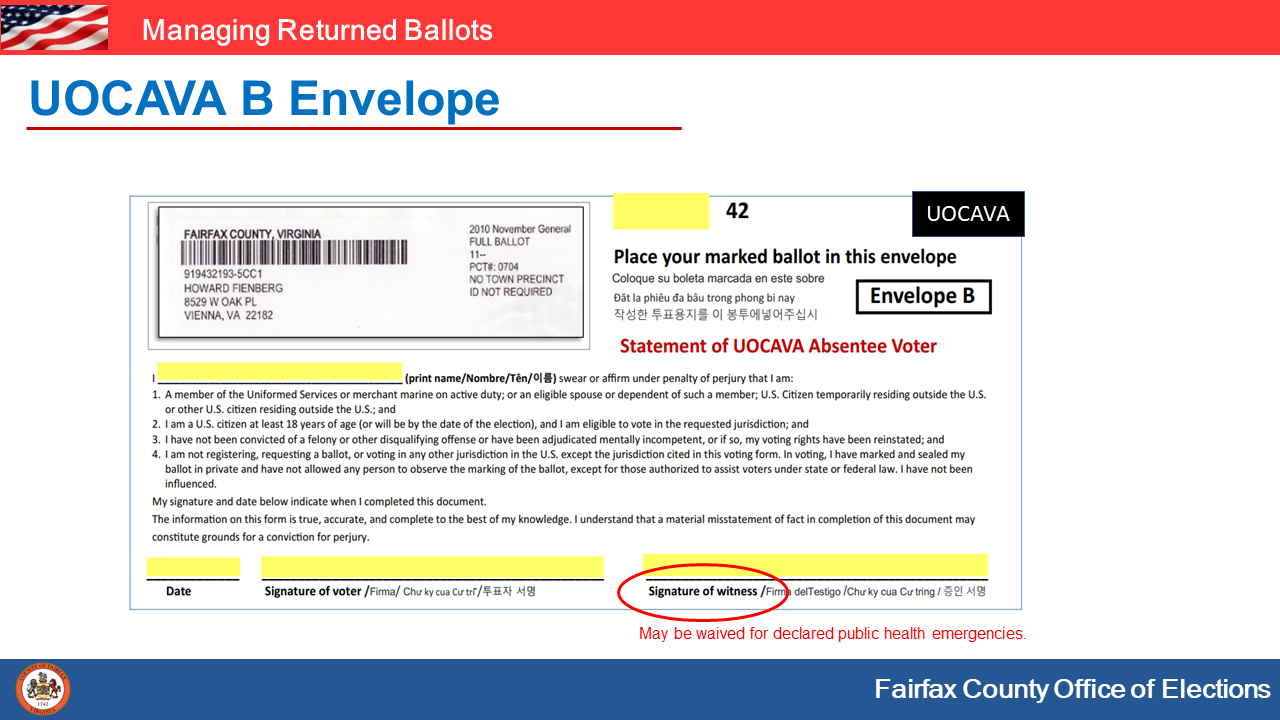 Managing Returned Ballots
UOCAVA B Envelope
FAIRFAX COUNTY, VIRGINIA
919432193-5CC1
HOWARD FIENBERG
8529 W OAK PL
VIENNA, VA 22182
2010 November General
FULL BALLOT
11--
PCT#: 0704
NO TOWN PRECINCT
ID NOT REQUIRED
42
UOCAVA
Place your marked ballot in this envelope
Coloque su boleta marcada en este sobre
Đăt la phiêu đa bâu trong phong bi nay
작성한 투표용지를 이 봉투에넣어주십시
Envelope B
Statement of UOCAVA Absentee Voter
I (print name/Nombre/Tên/이름) swear or affirm under penalty of perjury that I am:
1. A member of the Uniformed Services or merchant marine on active duty; or an eligible spouse or dependent of such a member; U.S. Citizen temporarily residing outside the U.S.
or other U.S. citizen residing outside the U.S.; and
2. I am a U.S. citizen at least 18 years of age (or will be by the date of the election), and I am eligible to vote in the requested jurisdiction; and
3. I have not been convicted of a felony or other disqualifying offense or have been adjudicated mentally incompetent, or if so, my voting rights have been reinstated; and
4. I am not registering, requesting a ballot, or voting in any other jurisdiction in the U.S. except the jurisdiction cited in this voting form. In voting, I have marked and sealed my
ballot in private and have not allowed any person to observe the marking of the ballot, except for those authorized to assist voters under state or federal law. I have not been
influenced.
My signature and date below indicate when I completed this document.
The information on this form is true, accurate, and complete to the best of my knowledge. I understand that a material misstatement of fact in completion of this document may
constitute grounds for a conviction for perjury.
Date
Signature of voter /Firma/ Chư ky cua Cư tri/투표자 서명
Signature of witness /Firma delTestigo /Chư ky cua Cư tring / 증인 서명
May be waived for declared public health emergencies.
Fairfax County Office of Elections